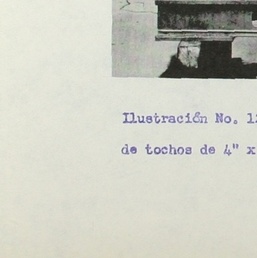 Ilustración No. 1
de tochos de 4" x